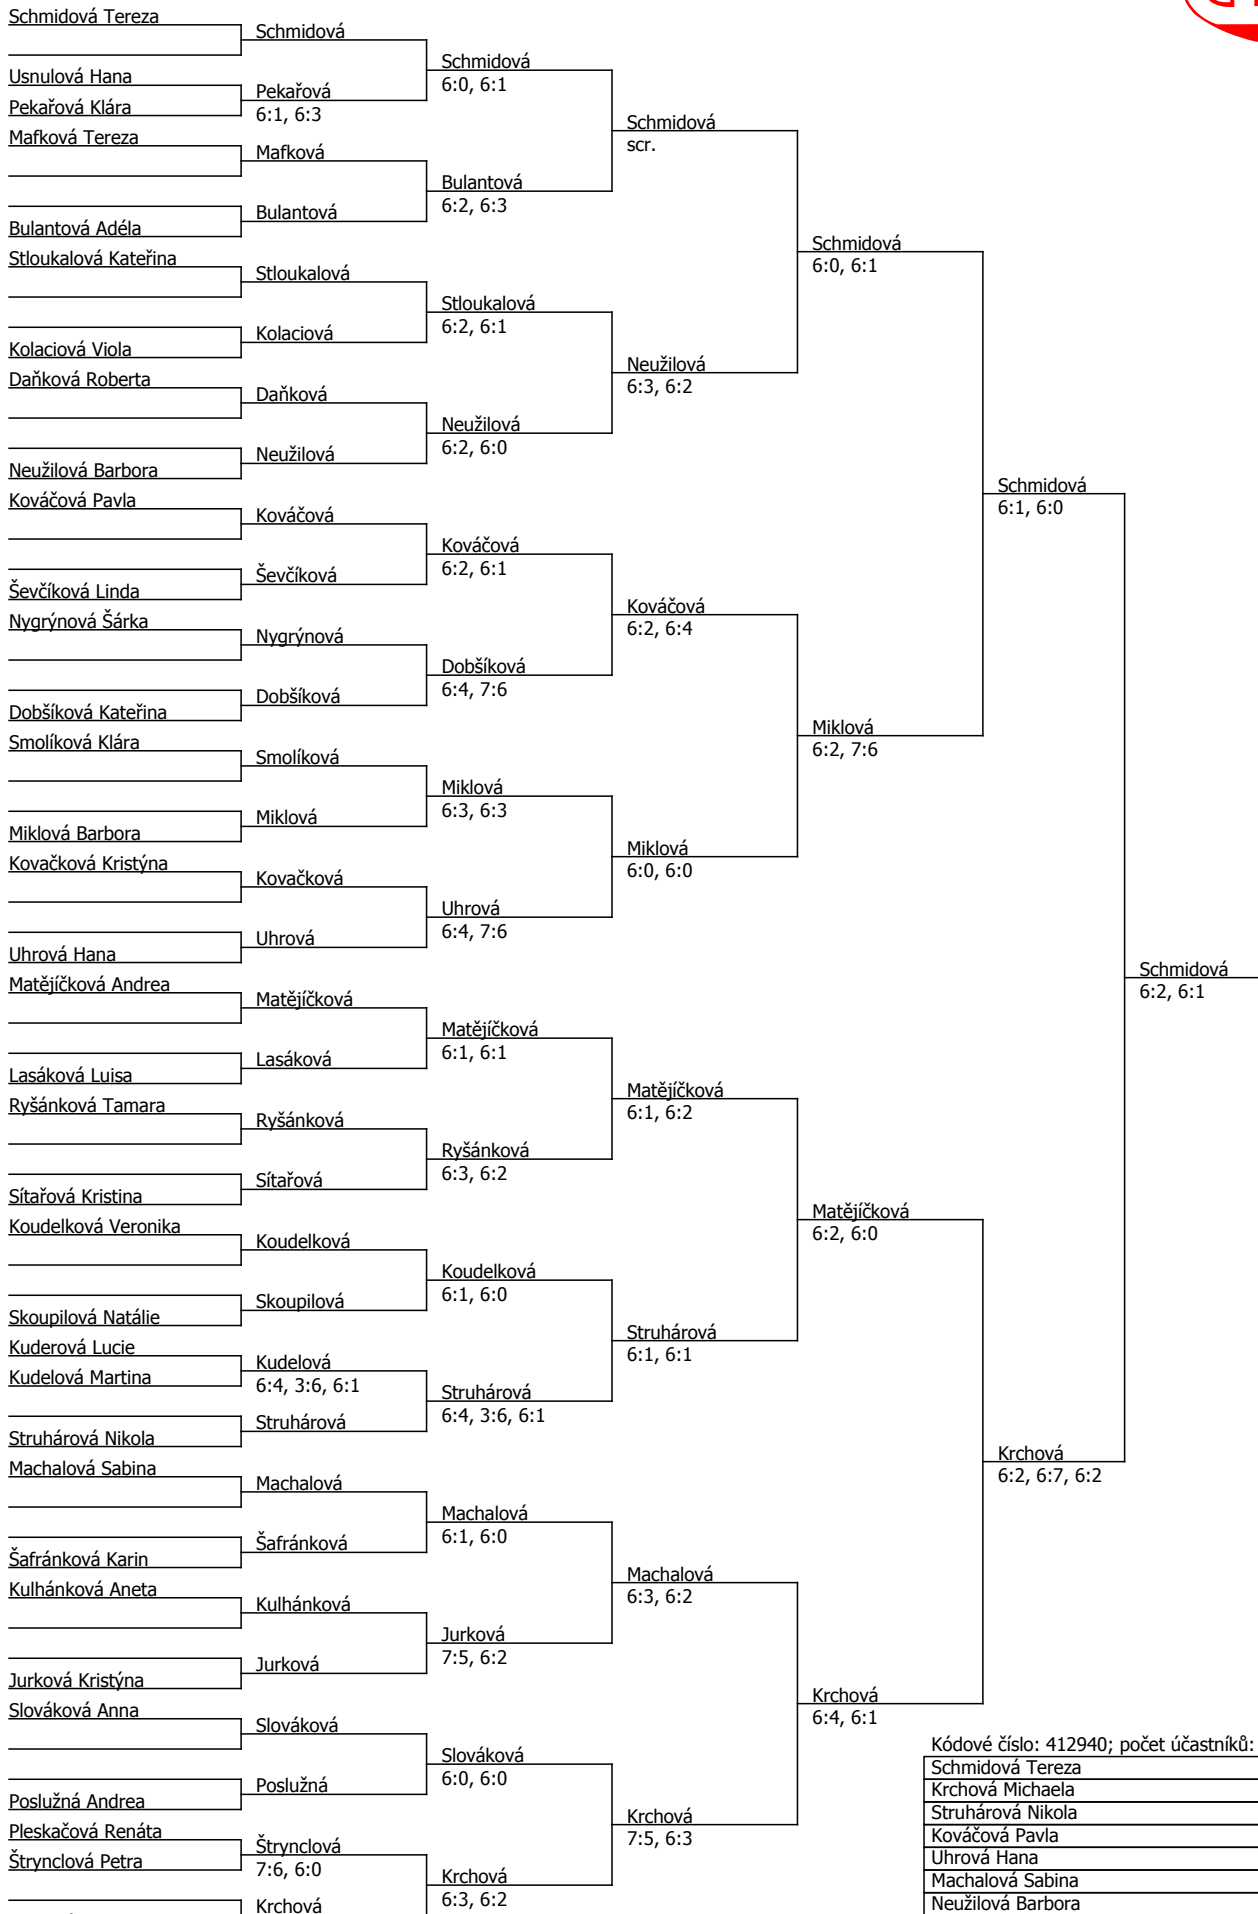 Schmidová Tereza
Usnulová Hana
Pekařová Klára
Mafková Tereza
Bulantová Adéla
Stloukalová Kateřina
Kolaciová Viola
Daňková Roberta
Neužilová Barbora
Kováčová Pavla
Ševčíková Linda
Nygrýnová Šárka
Dobšíková Kateřina
Smolíková Klára
Miklová Barbora
Kovačková Kristýna
Uhrová Hana
Matějíčková Andrea
Lasáková Luisa
Ryšánková Tamara
Sítařová Kristina
Koudelková Veronika
Skoupilová Natálie
Kuderová Lucie
Kudelová Martina
Struhárová Nikola
Machalová Sabina
Šafránková Karin
Kulhánková Aneta
Jurková Kristýna
Slováková Anna
Poslužná Andrea
Pleskačová Renáta
Štrynclová Petra
Schmidová
Pekařová
6:1, 6:3
Mafková
Bulantová
Stloukalová
Kolaciová
Daňková
Neužilová
Kováčová
Ševčíková
Nygrýnová
Dobšíková
Smolíková
Miklová
Kovačková
Uhrová
Matějíčková
Lasáková
Ryšánková
Sítařová
Koudelková
Skoupilová
Kudelová
6:4, 3:6, 6:1
Struhárová
Machalová
Šafránková
Kulhánková
Jurková
Slováková
Poslužná
Štrynclová
7:6, 6:0
Krchová
Schmidová
6:0, 6:1
Bulantová
6:2, 6:3
Stloukalová
6:2, 6:1
Neužilová
6:2, 6:0
Kováčová
6:2, 6:1
Dobšíková
6:4, 7:6
Miklová
6:3, 6:3
Uhrová
6:4, 7:6
Matějíčková
6:1, 6:1
Ryšánková
6:3, 6:2
Koudelková
6:1, 6:0
Struhárová
6:4, 3:6, 6:1
Machalová
6:1, 6:0
Jurková
7:5, 6:2
Slováková
6:0, 6:0
Krchová
6:3, 6:2
Schmidová
scr.
Neužilová
6:3, 6:2
Kováčová
6:2, 6:4
Miklová
6:0, 6:0
Matějíčková
6:1, 6:2
Struhárová
6:1, 6:1
Machalová
6:3, 6:2
Krchová
7:5, 6:3
Schmidová
6:0, 6:1
Miklová
6:2, 7:6
Matějíčková
6:2, 6:0
Krchová
6:4, 6:1
Schmidová
6:1, 6:0
Krchová
6:2, 6:7, 6:2
Schmidová
6:2, 6:1
Kódové číslo: 412940; počet účastníků:
Schmidová Tereza
Krchová Michaela
Struhárová Nikola
Kováčová Pavla
Uhrová Hana
Machalová Sabina
Neužilová Barbora